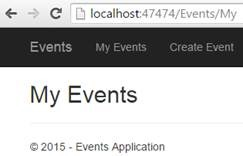 localhost:47474/Events/My
Events My Events Create Event
My Events
© 2015 - Events Application